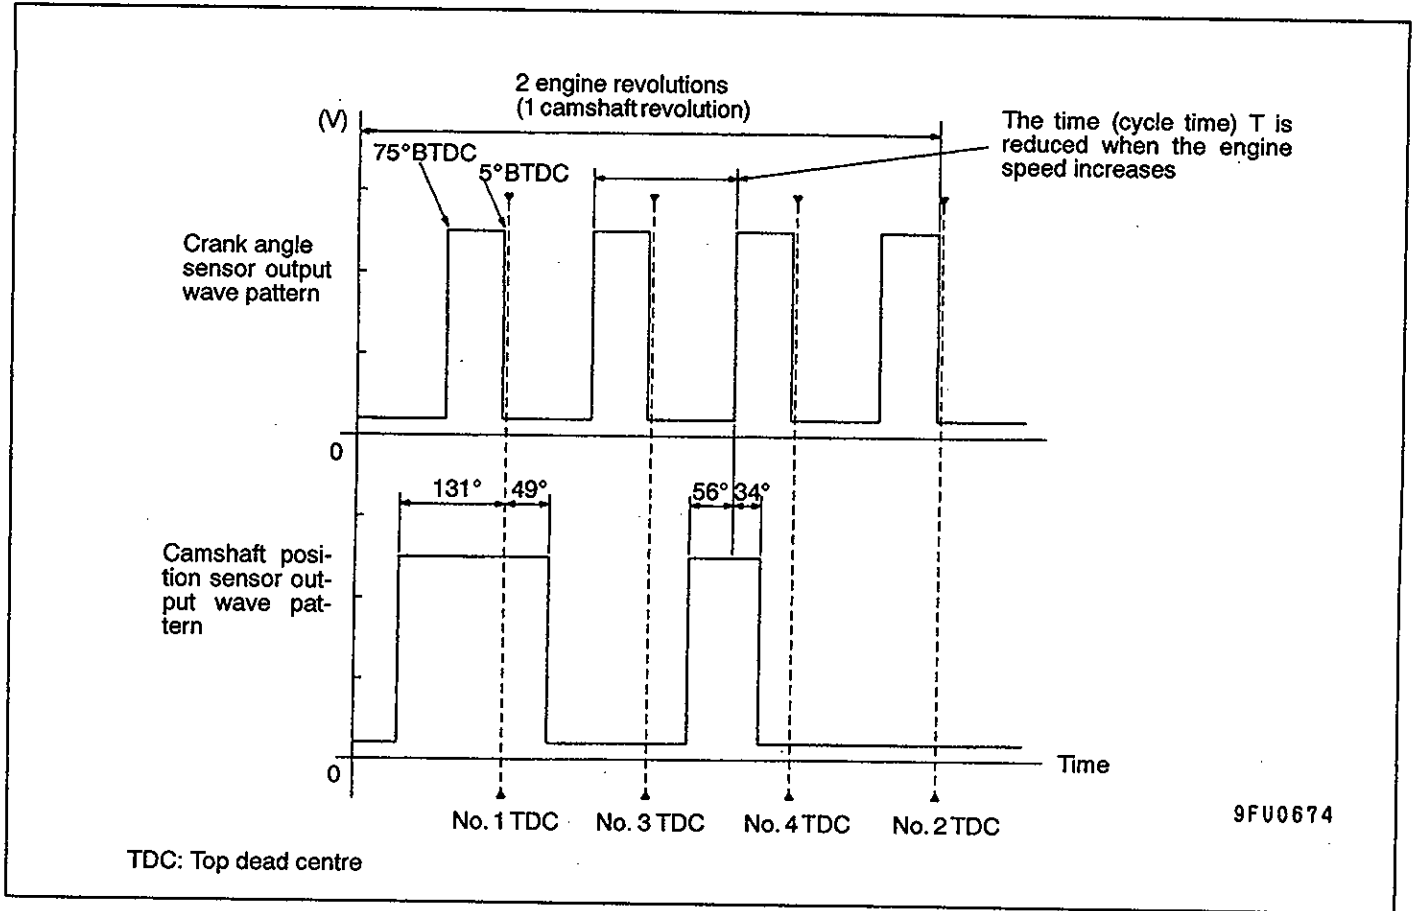 2 engine revolutions
(1 camshaft revolution)
(V)
The time (cycle time) T is
reduced when the engine
speed increases
75°BTDC
5°BTDC
Crank angle
sensor output
wave pattern
0
131°
49°
56°
34°
Camshaft posi-
tion sensor out-
put wave pat-
tern
0
Time
No. 1 TDC
No. 3 TDC
No. 4 TDC
No. 2 TDC
9FU0674
TDC: Top dead centre